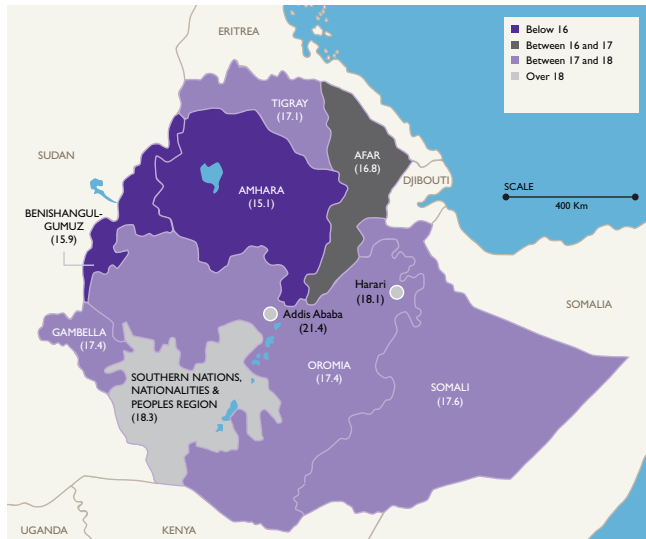 ERITREA
Below 16
Between 16 and 17
Between 17 and 18
Over 18
TIGRAY
(17.1)
SUDAN
AFAR
(16.8)
DJIBOUTI
AMHARA
(15.1)
SCALE
400 Km
BENISHANGUL-
GUMUZ
(15.9)
Harari
(18.1)
SOMALIA
Addis Ababa
(21.4)
GAMBELLA
(17.4)
OROMIA
(17.4)
SOUTHERN NATIONS,
NATIONALITIES &
PEOPLES REGION
(18.3)
SOMALI
(17.6)
UGANDA
KENYA